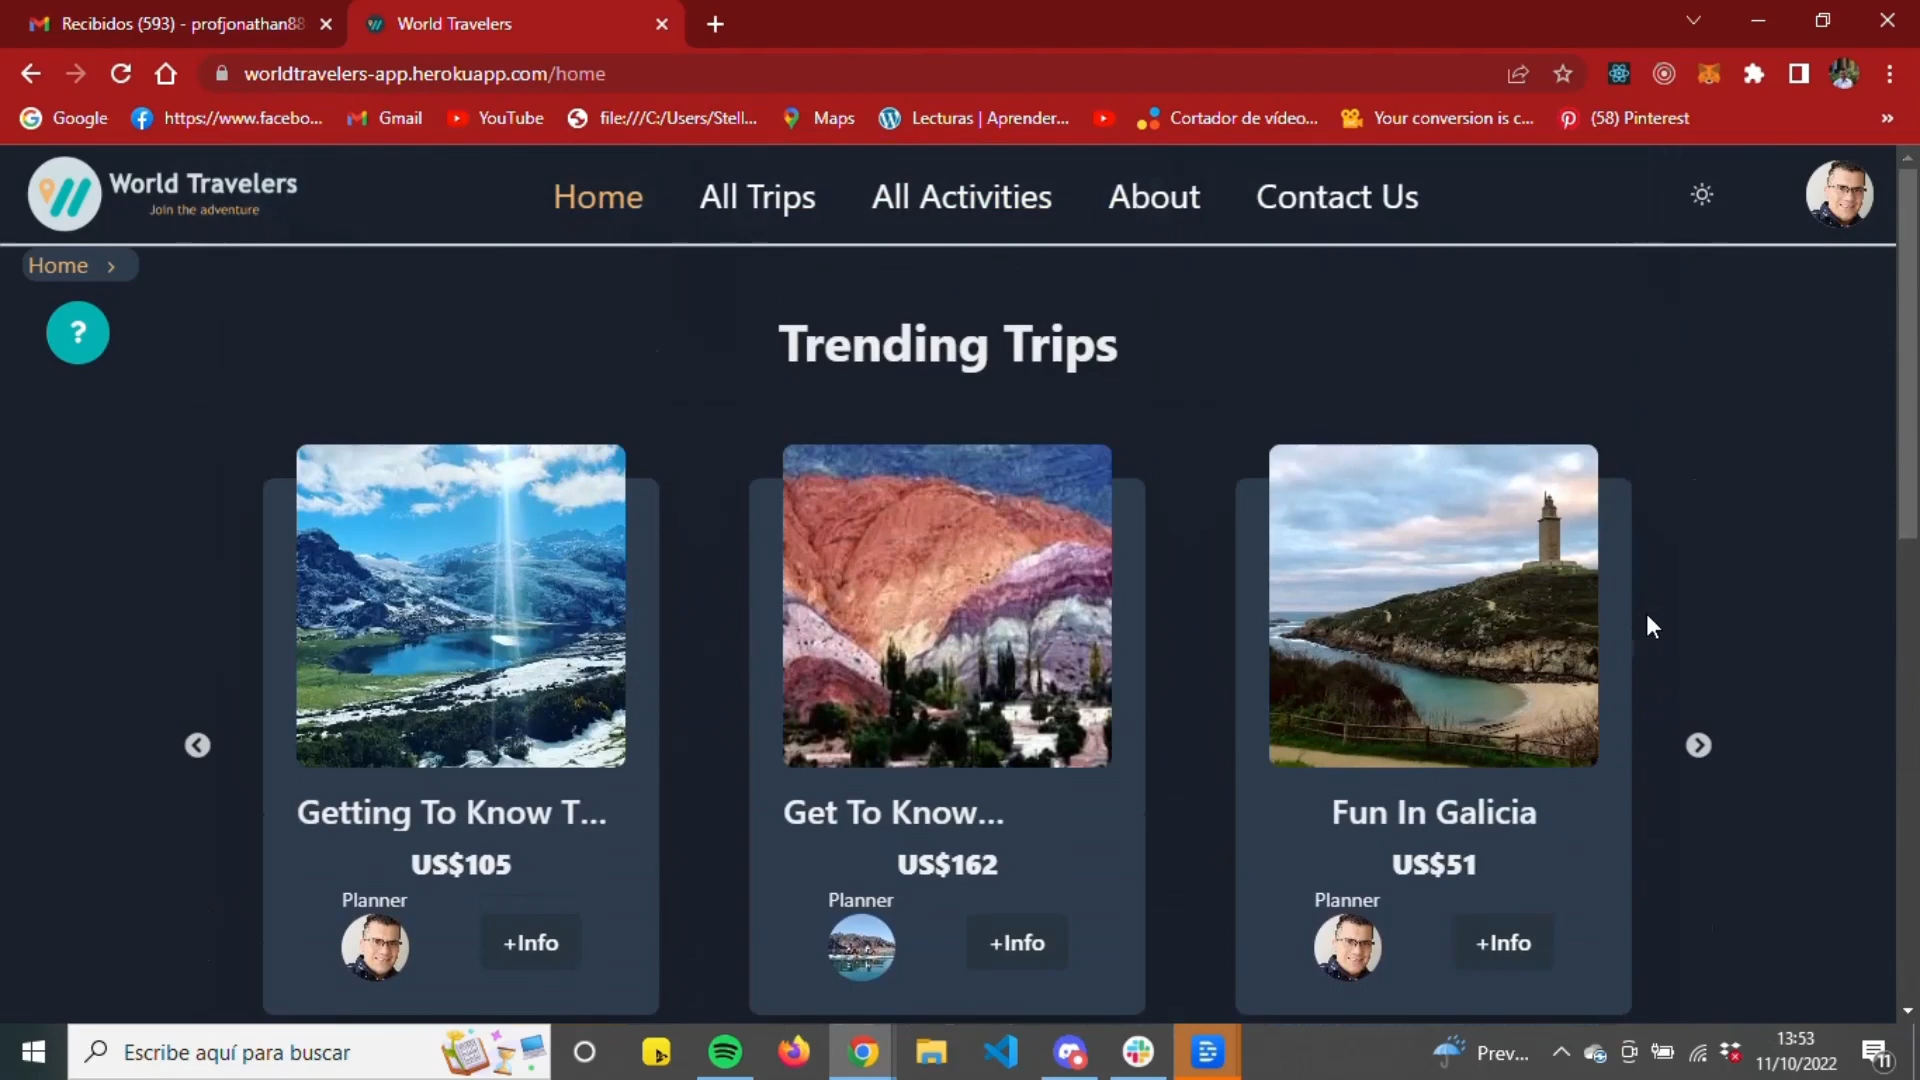 Recibidos (593) - profjonathan88
World Travelers
worldtravelers-app.herokuapp.com/home
Google
https://www.facebo...
Gmail
YouTube
file:///C:/Users/Stell...
Maps
Lecturas | Aprender...
Cortador de vídeo...
Your conversion is c...
(58) Pinterest
»
World Travelers
Join the adventure
Home
All Trips
All Activities
About
Contact Us
Home >
?
Trending Trips
Getting To Know T...
US$105
Planner
+Info
Get To Know...
US$162
Planner
+Info
Fun In Galicia
US$51
Planner
+Info
Escribe aquí para buscar
Prev...
13:53
11/10/2022
11